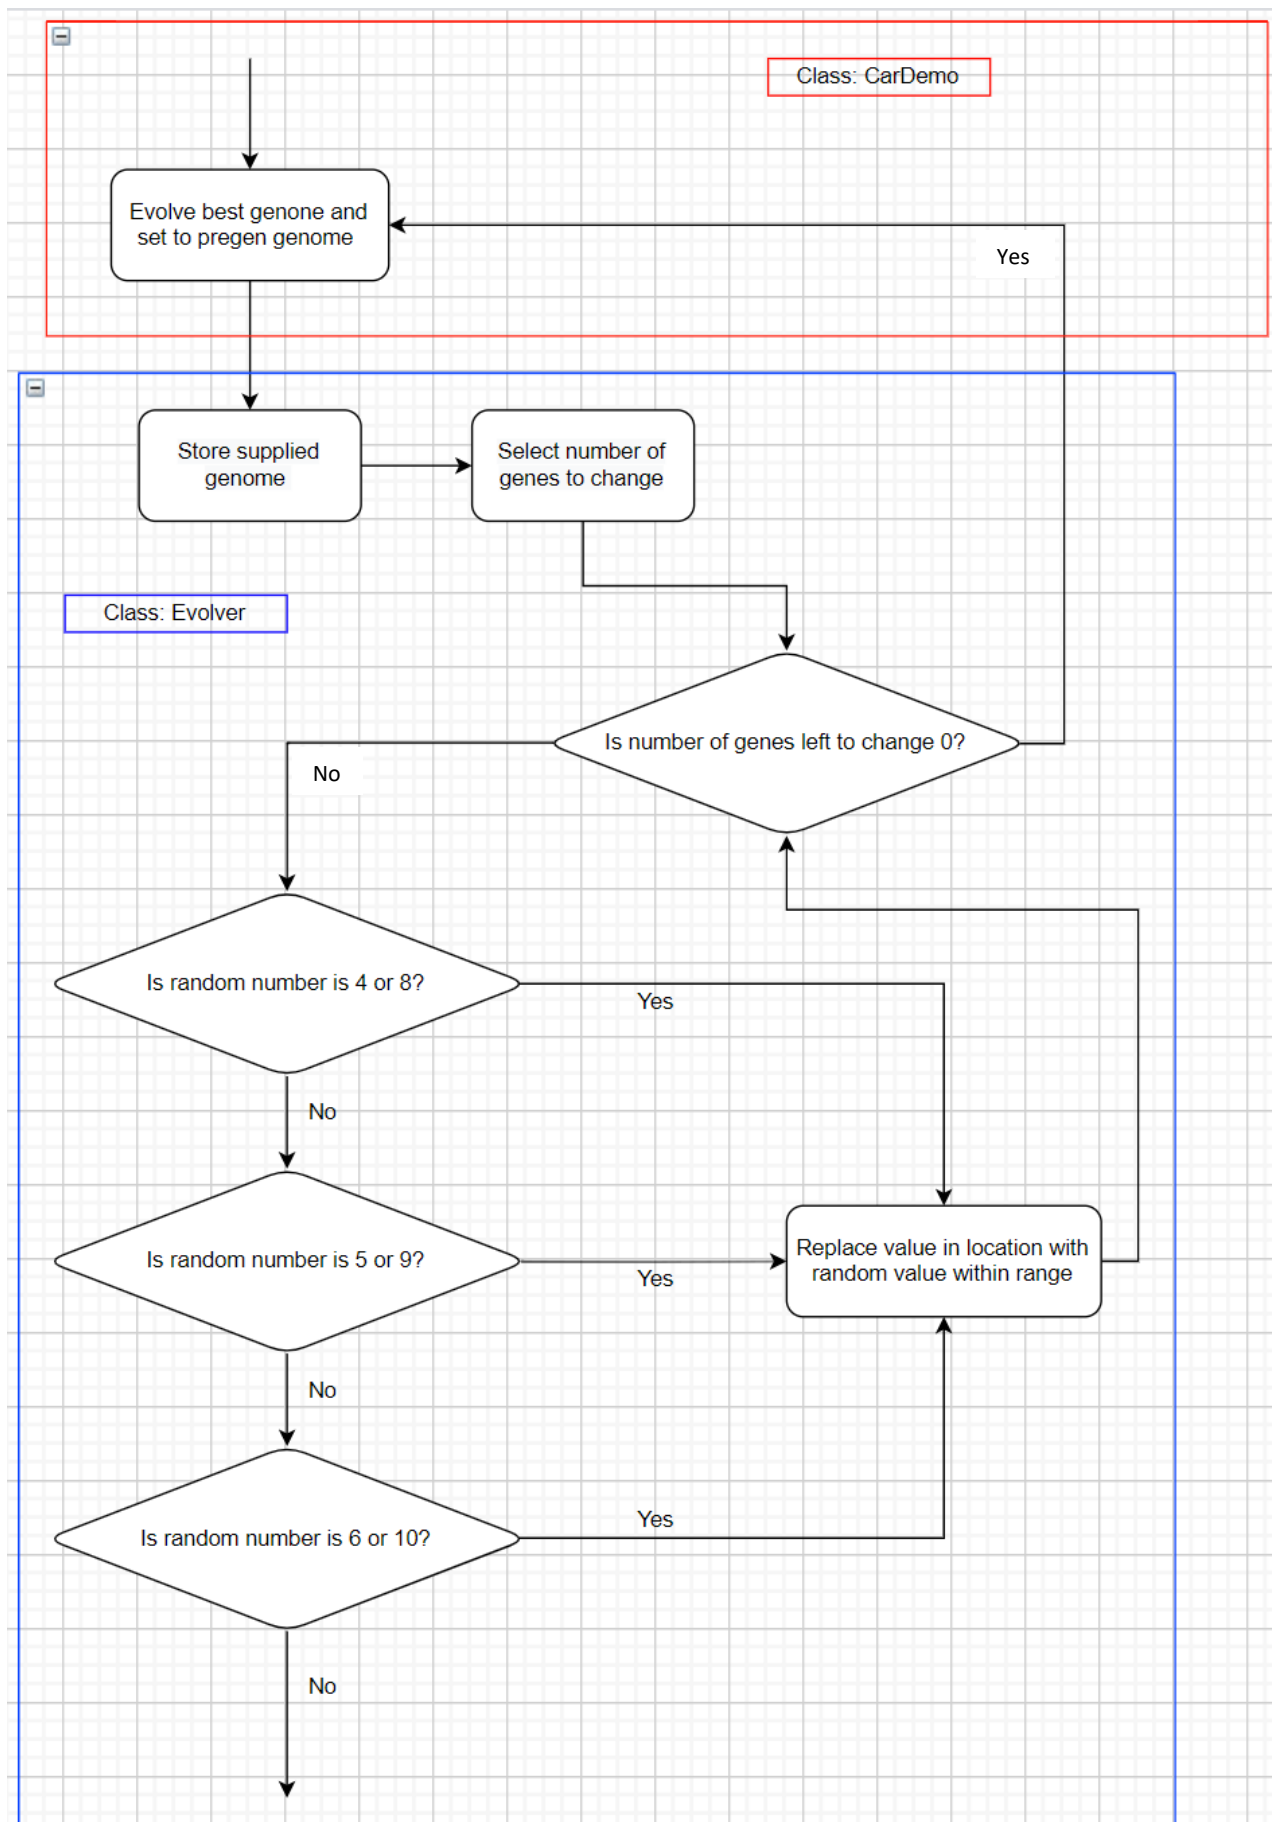 Class: CarDemo
Evolve best genone and
set to pregen genome
Yes
Store supplied
genome
Select number of
genes to change
Class: Evolver
Is number of genes left to change 0?
No
Is random number is 4 or 8?
Yes
No
Is random number is 5 or 9?
Yes
Replace value in location with
random value within range
No
Is random number is 6 or 10?
Yes
No